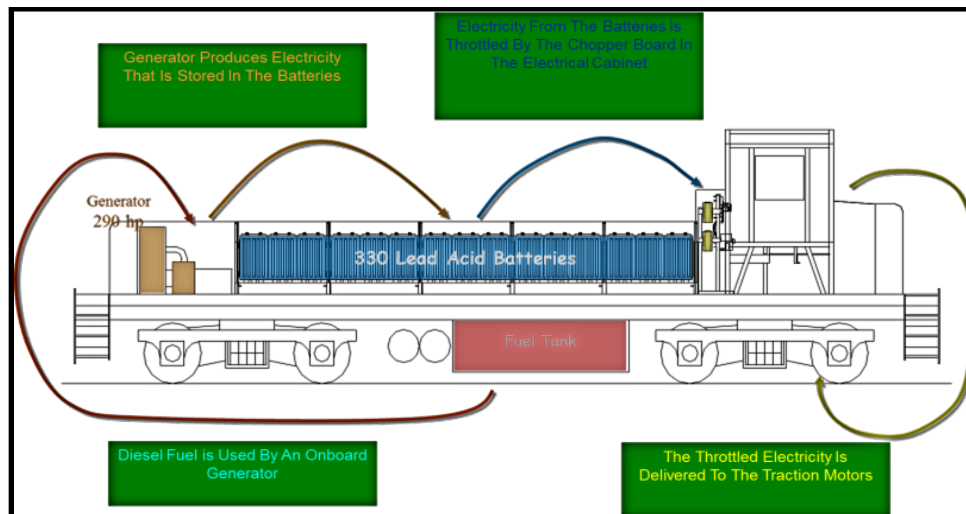 Generator Produces Electricity
That Is Stored In The Batteries
Electricity From The Batteries Is
Throttled By The Chopper Board In
The Electrical Cabinet
Generator
290 hp
330 Lead Acid Batteries
Fuel Tank
Diesel Fuel is Used By An Onboard
Generator
The Throttled Electricity Is
Delivered To The Traction Motors